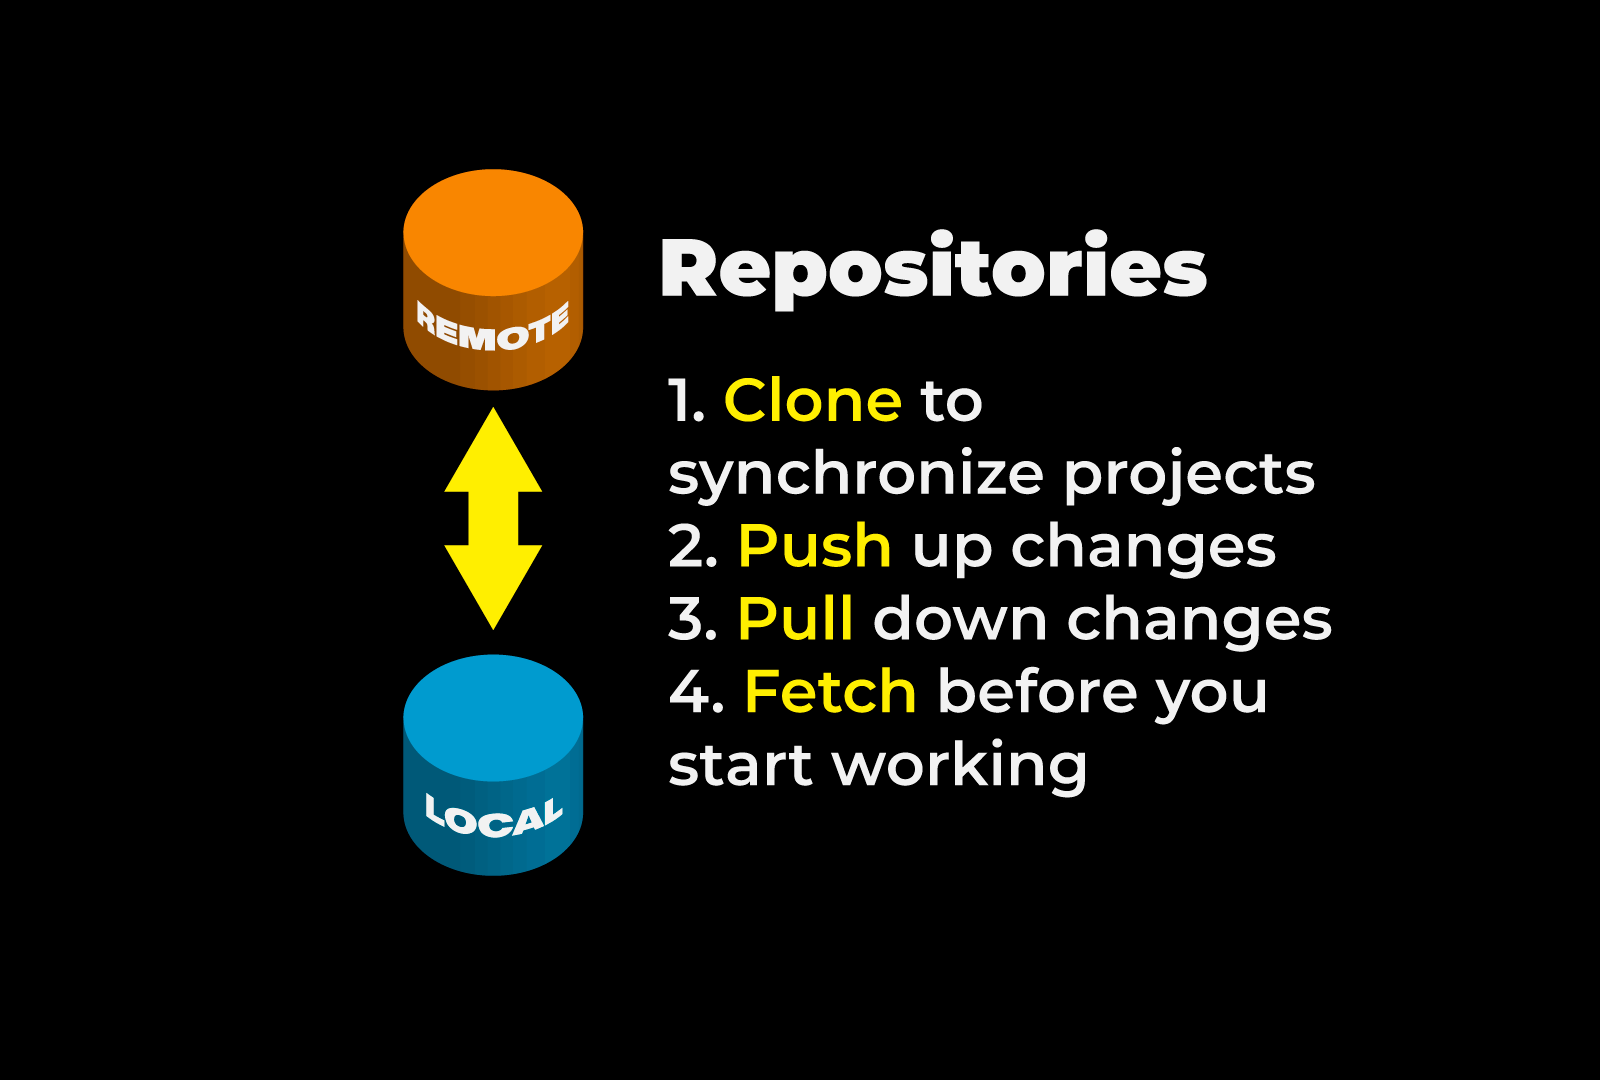 REMOTE
LOCAL
Repositories
1. Clone to
synchronize projects
2. Push up changes
3. Pull down changes
4. Fetch before you
start working